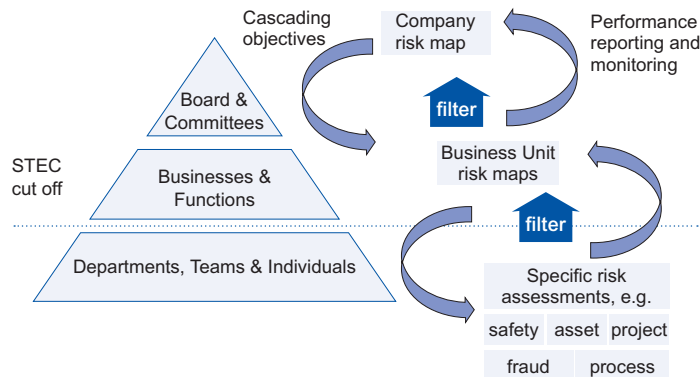 Cascading
objectives
Company
risk map
Performance
reporting and
monitoring
filter
Board &
Committees
Business Unit
risk maps
STEC
cut off
Businesses &
Functions
filter
Departments, Teams & Individuals
Specific risk
assessments, e.g.
safety
asset
project
fraud
process